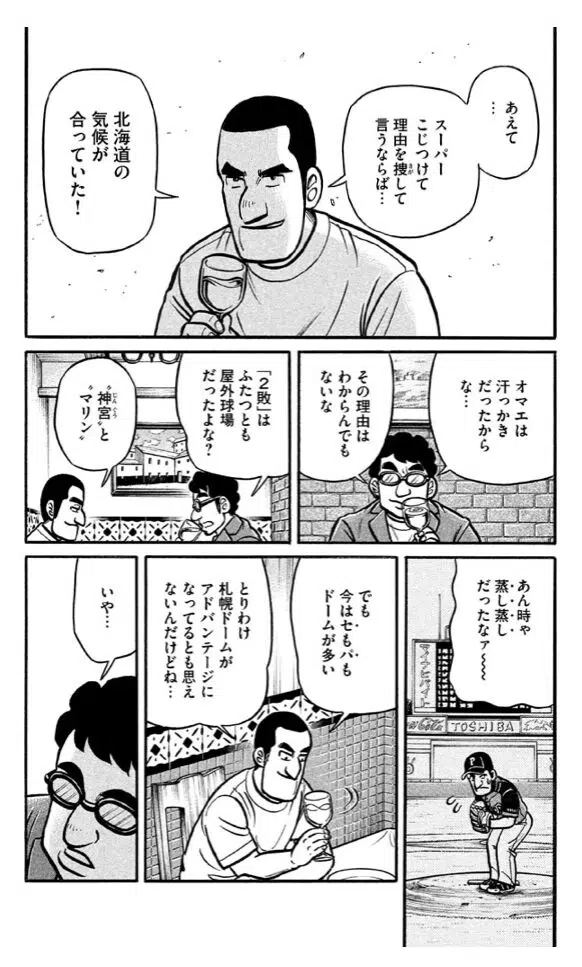 あえて
…
スーパー
こじつけて
理由を捜して
言うならば…
北海道の
気候が
合っていた！
オマエは
汗っかき
だったから
な…
その理由は
わからんでも
ないな
「２敗」は
ふたつとも
屋外球場
だったよな？
〝神宮〟と
〝マリン〟
あん時ゃ
蒸し蒸し
だったなァ〜〜
TOSHIBA
P
でも
今はセもパも
ドームが多い
とりわけ
札幌ドームが
アドバンテージに
なってるとも思え
ないんだけどね…
いや…